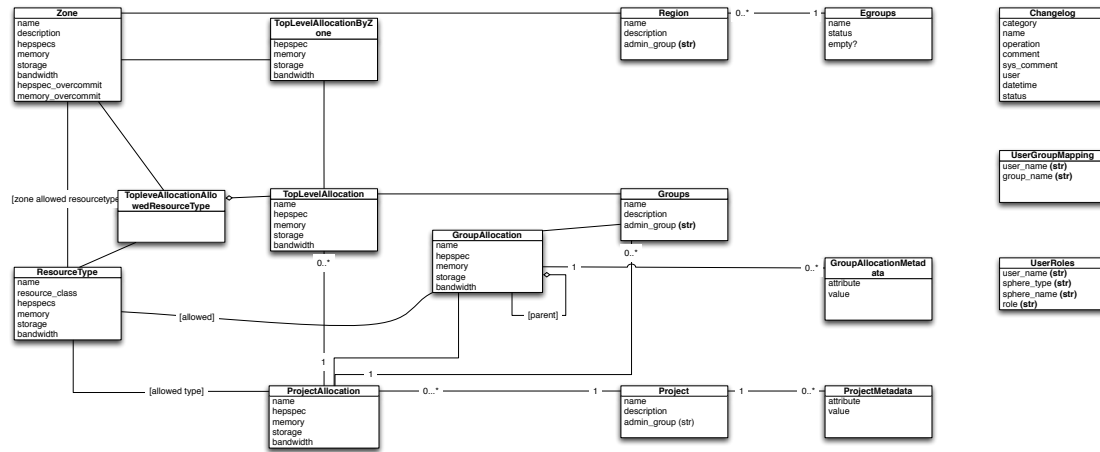 Zone
name
description
hepspecs
memory
storage
bandwidth
hepspec_overcommit
memory_overcommit
TopLevelAllocationByZ
one
hepspec
memory
storage
bandwidth
Region
name
description
admin_group (str)
0..*
1
Egroups
name
status
empty?
Changelog
category
name
operation
comment
sys_comment
user
datetime
status
UserGroupMapping
user_name (str)
group_name (str)
[zone allowed resourcetype
TopleveAllocationAllo
wedResourceType
TopLevelAllocation
name
hepspec
memory
storage
bandwidth
Groups
name
description
admin_group (str)
GroupAllocation
name
hepspec
memory
storage
bandwidth
[parent]
0..*
0..*
1
0..*
GroupAllocationMetad
ata
attribute
value
UserRoles
user_name (str)
sphere_type (str)
sphere_name (str)
role (str)
ResourceType
name
resource_class
hepspecs
memory
storage
bandwidth
[allowed]
1
1
[allowed type]
ProjectAllocation
name
hepspec
memory
storage
bandwidth
0...*
1
Project
name
description
admin_group (str)
1
0..*
ProjectMetadata
attribute
value